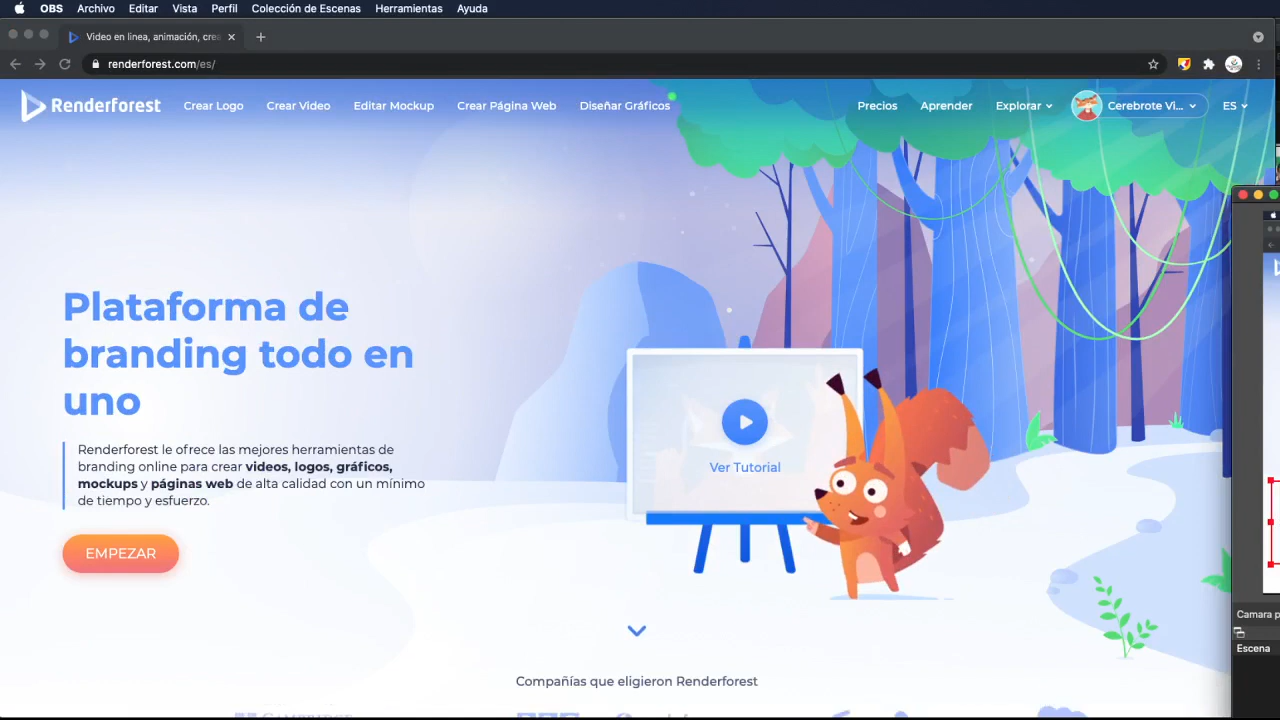 OBS Archivo Editar Vista Perfil Colección de Escenas Herramientas Ayuda
Video en línea, animación, crea
renderforest.com/es/
Renderforest Crear Logo Crear Video Editar Mockup Crear Página Web Diseñar Gráficos Precios Aprender Explorar Cerebrote Vi... ES
Plataforma de
branding todo en
uno
Renderforest le ofrece las mejores herramientas de
branding online para crear videos, logos, gráficos,
mockups y páginas web de alta calidad con un mínimo
de tiempo y esfuerzo.
Ver Tutorial
EMPEZAR
Camara p
Escena
Compañías que eligieron Renderforest